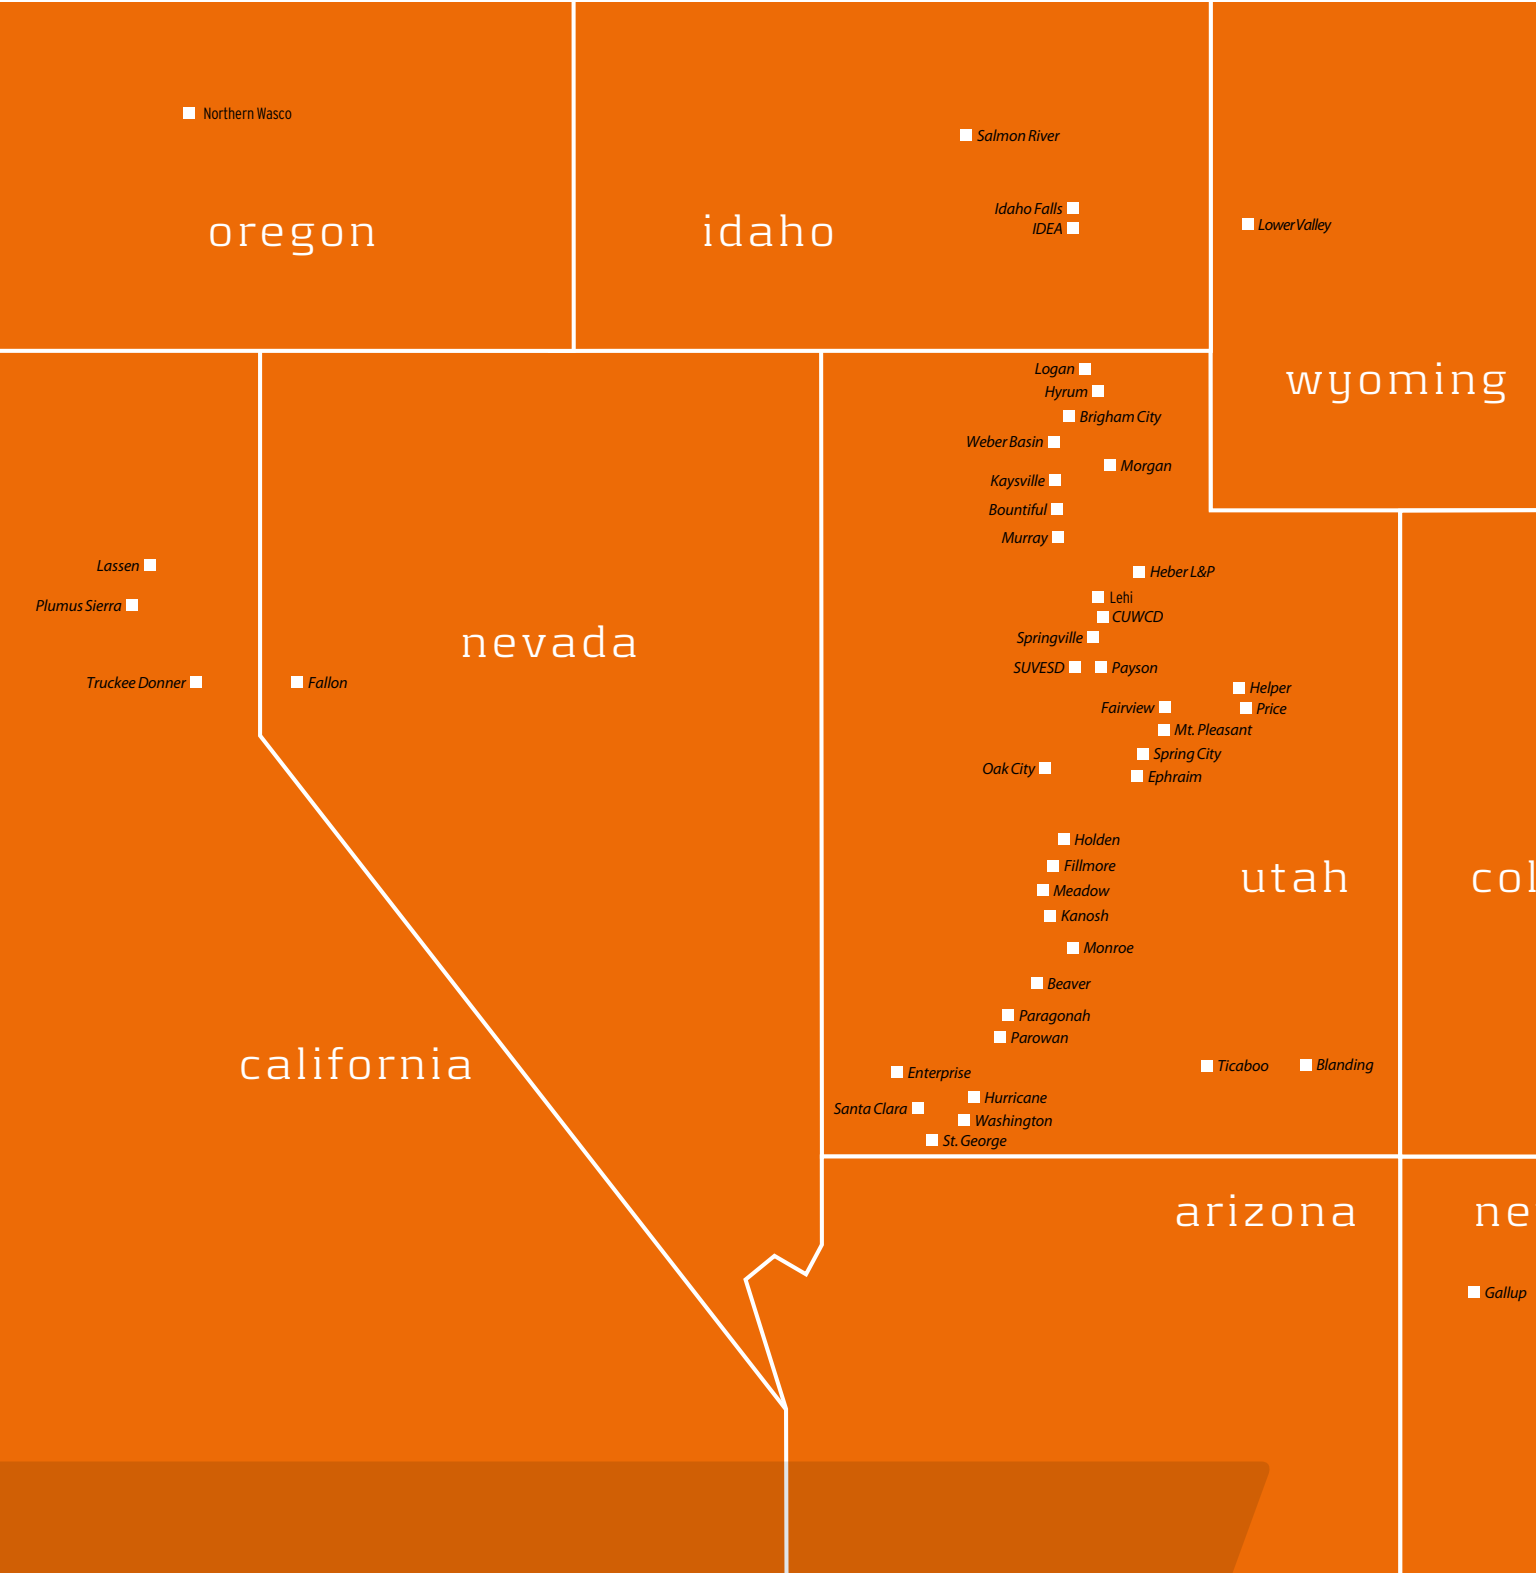 Northern Wasco
Salmon River
Idaho Falls
IDEA
Lower Valley
oregon
idaho
wyoming
Logan
Hyrum
Brigham City
Weber Basin
Morgan
Kaysville
Bountiful
Murray
Lassen
Heber L&P
Plumus Sierra
Lehi
CUWCD
Springville
nevada
SUVESD
Payson
Truckee Donner
Fallon
Helper
Fairview
Price
Mt. Pleasant
Spring City
Oak City
Ephraim
Holden
Fillmore
utah
col
Meadow
Kanosh
Monroe
Beaver
Paragonah
Parowan
california
Ticaboo
Blanding
Enterprise
Hurricane
Santa Clara
Washington
St. George
arizona
ne
Gallup